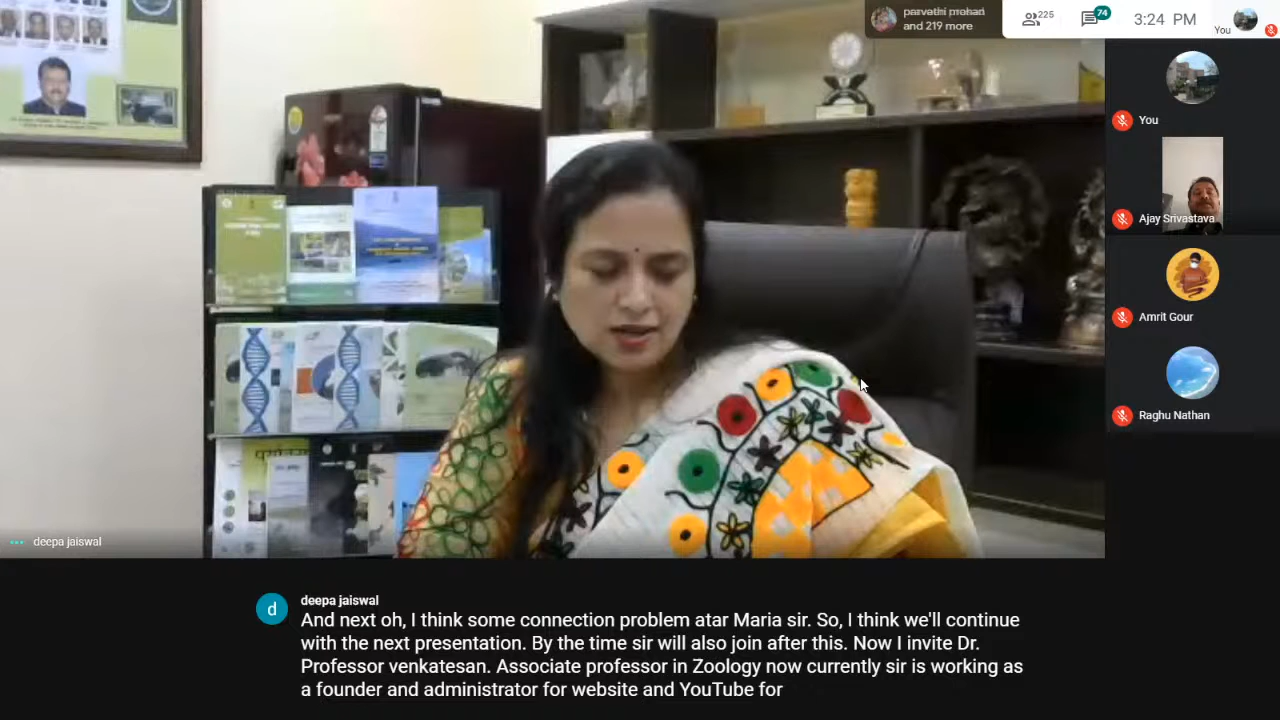 parvathi mohan
and 219 more
225
74
3:24 PM
You
You
Ajay Srivastava
Amrit Gour
Raghu Nathan
deepa jaiswal
d
deepa jaiswal
And next oh, I think some connection problem atar Maria sir. So, I think we'll continue
with the next presentation. By the time sir will also join after this. Now I invite Dr.
Professor venkatesan. Associate professor in Zoology now currently sir is working as
a founder and administrator for website and YouTube for